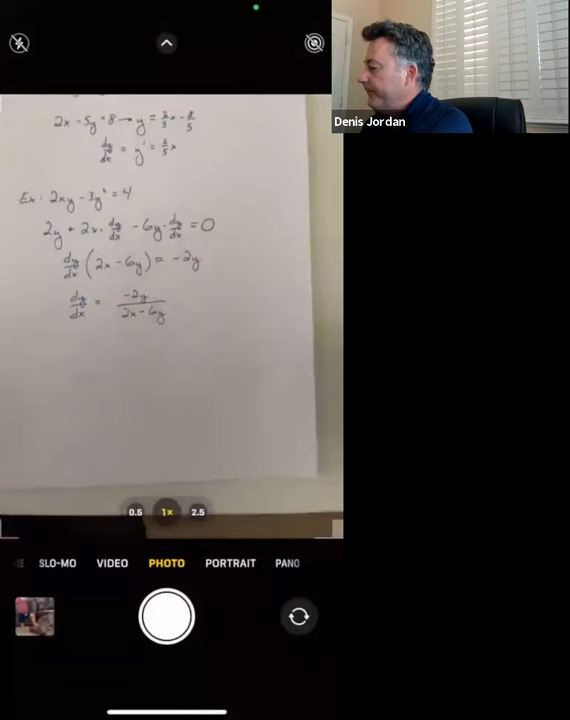 2x - 5y = 8 → y = 2/5 x - 8/5
dy/dx = y' = 2/5 x
Ex: 2xy - 3y² = 4
2y + 2x · dy/dx - 6y · dy/dx = 0
dy/dx (2x - 6y) = -2y
dy/dx = -2y / 2x - 6y
Denis Jordan
0.5 1× 2.5
SLO-MO VIDEO PHOTO PORTRAIT PANO